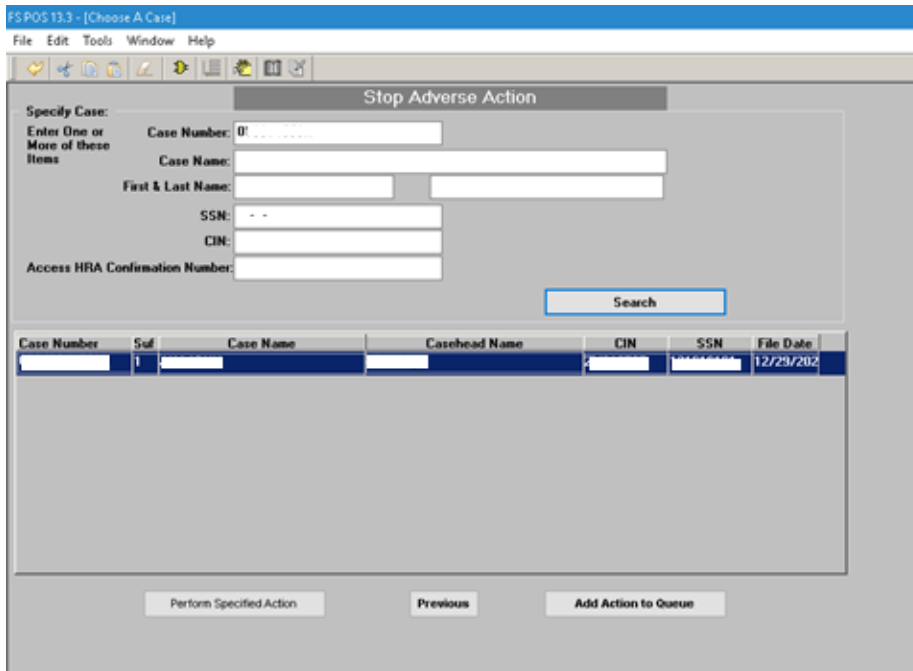 FS POS 13.3 - [Choose A Case]
File Edit Tools Window Help
Stop Adverse Action
Specify Case:
Enter One or
More of these
Items
Case Number:
Case Name:
First & Last Name:
SSN: - -
CIN:
Access HRA Confirmation Number:
Search
Case Number Suf Case Name Casehead Name CIN SSN File Date
1 12/29/202
Perform Specified Action Previous Add Action to Queue